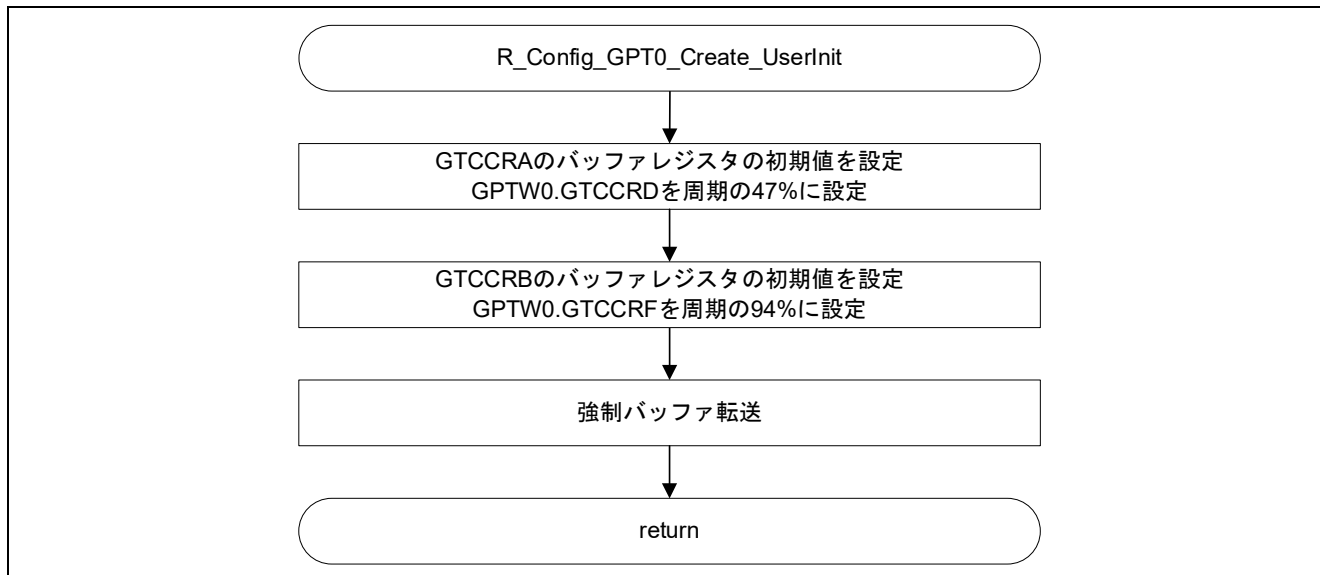 R_Config_GPT0_Create_UserInit
GTCCRAのバッファレジスタの初期値を設定
GPTW0.GTCCRDを周期の47%に設定
GTCCRBのバッファレジスタの初期値を設定
GPTW0.GTCCRFを周期の94%に設定
強制バッファ転送
return